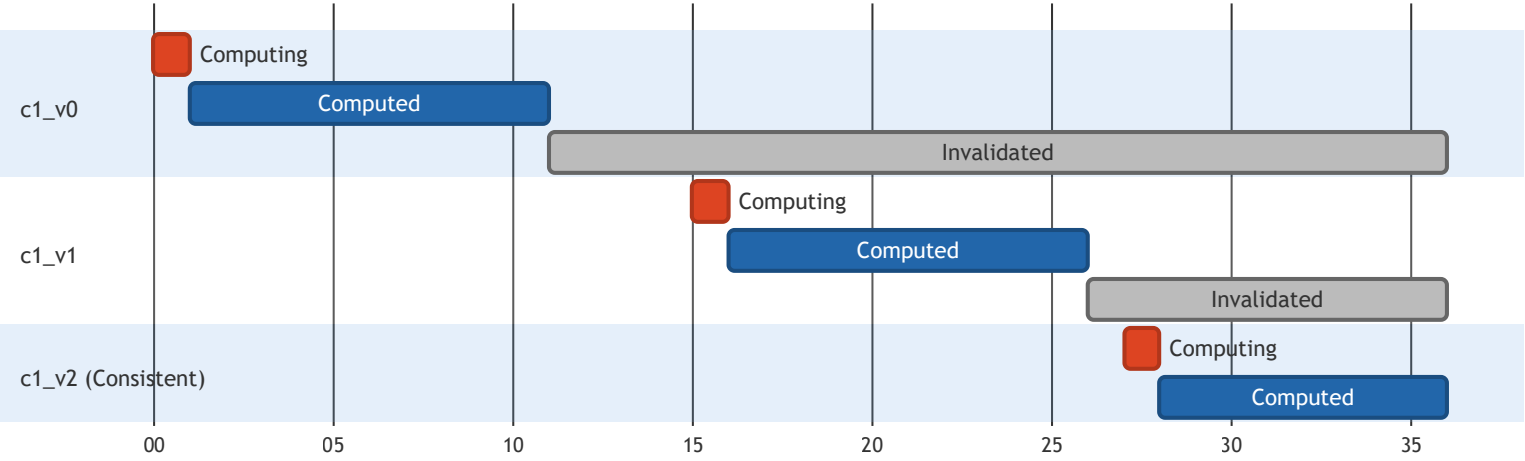 Computing
c1_v0
Computed
Invalidated
Computing
c1_v1
Computed
Invalidated
Computing
c1_v2 (Consistent)
Computed
00 05 10 15 20 25 30 35